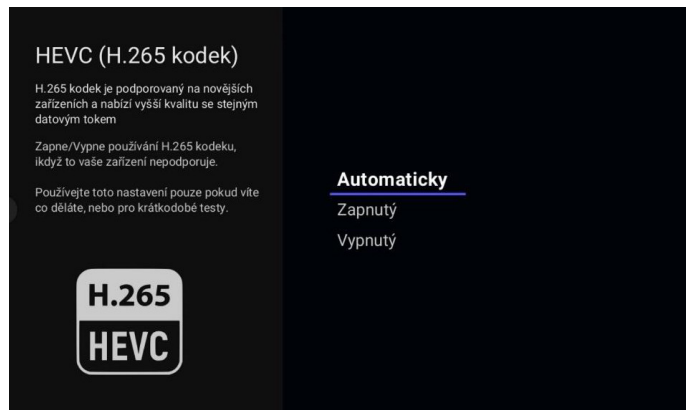 HEVC (H.265 kodek)
H.265 kodek je podporovaný na novějších
zařízeních a nabízí vyšší kvalitu se stejným
datovým tokem
Zapne/Vypne používání H.265 kodeku,
ikdyž to vaše zařízení nepodporuje.
Používejte toto nastavení pouze pokud víte
co děláte, nebo pro krátkodobé testy.
H.265
HEVC
Automaticky
Zapnutý
Vypnutý